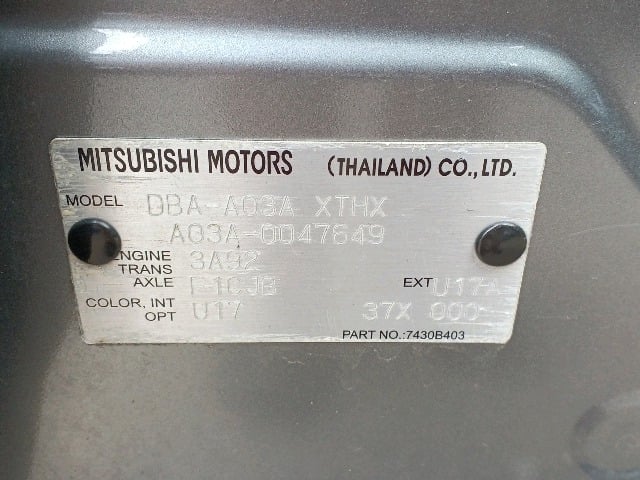 MITSUBISHI MOTORS (THAILAND) CO.,LTD.
MODEL DBA-A03A XTHX
A03A-0047649
ENGINE 3A92
TRANS
AXLE F1CJB EXT U17
COLOR, INT U17 37X 000
OPT
PART NO.:7430B403